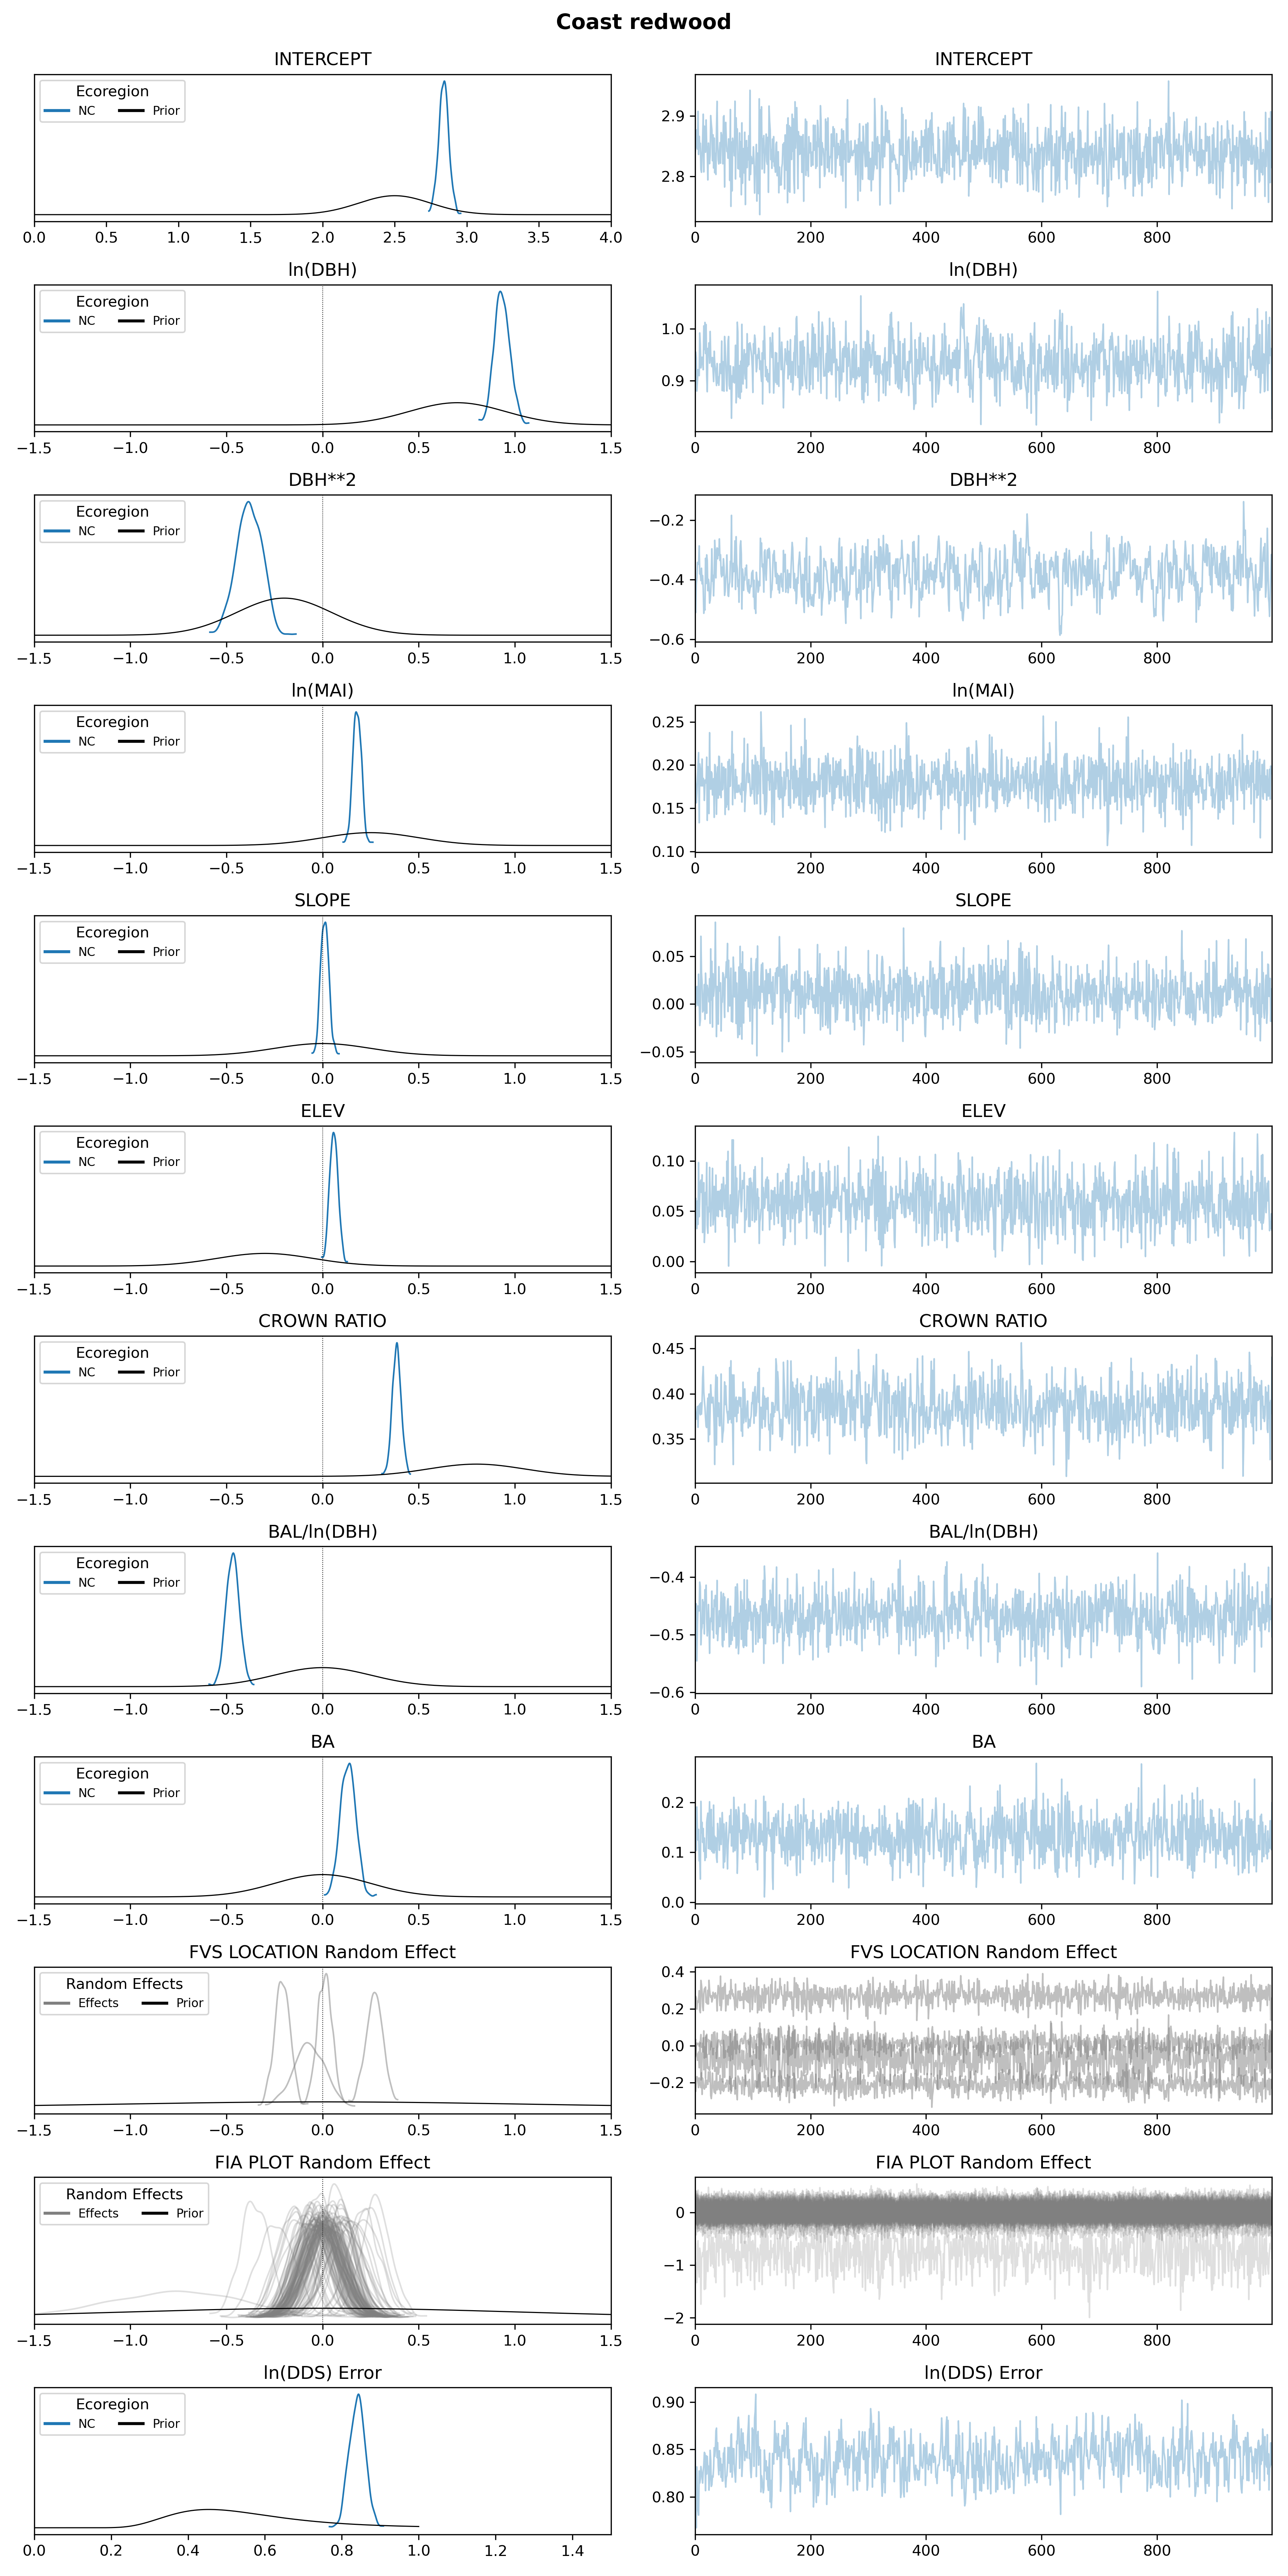 Coast redwood
INTERCEPT
Ecoregion
NC Prior
0.0 0.5 1.0 1.5 2.0 2.5 3.0 3.5 4.0
INTERCEPT
2.9
2.8
0 200 400 600 800
ln(DBH)
Ecoregion
NC Prior
−1.5 −1.0 −0.5 0.0 0.5 1.0 1.5
ln(DBH)
1.0
0.9
0 200 400 600 800
DBH**2
Ecoregion
NC Prior
−1.5 −1.0 −0.5 0.0 0.5 1.0 1.5
DBH**2
−0.2
−0.4
−0.6
0 200 400 600 800
ln(MAI)
Ecoregion
NC Prior
−1.5 −1.0 −0.5 0.0 0.5 1.0 1.5
ln(MAI)
0.25
0.20
0.15
0.10
0 200 400 600 800
SLOPE
Ecoregion
NC Prior
−1.5 −1.0 −0.5 0.0 0.5 1.0 1.5
SLOPE
0.05
0.00
−0.05
0 200 400 600 800
ELEV
Ecoregion
NC Prior
−1.5 −1.0 −0.5 0.0 0.5 1.0 1.5
ELEV
0.10
0.05
0.00
0 200 400 600 800
CROWN RATIO
Ecoregion
NC Prior
−1.5 −1.0 −0.5 0.0 0.5 1.0 1.5
CROWN RATIO
0.45
0.40
0.35
0 200 400 600 800
BAL/ln(DBH)
Ecoregion
NC Prior
−1.5 −1.0 −0.5 0.0 0.5 1.0 1.5
BAL/ln(DBH)
−0.4
−0.5
−0.6
0 200 400 600 800
BA
Ecoregion
NC Prior
−1.5 −1.0 −0.5 0.0 0.5 1.0 1.5
BA
0.2
0.1
0.0
0 200 400 600 800
FVS LOCATION Random Effect
Random Effects
Effects Prior
−1.5 −1.0 −0.5 0.0 0.5 1.0 1.5
FVS LOCATION Random Effect
0.4
0.2
0.0
−0.2
0 200 400 600 800
FIA PLOT Random Effect
Random Effects
Effects Prior
−1.5 −1.0 −0.5 0.0 0.5 1.0 1.5
FIA PLOT Random Effect
0
−1
−2
0 200 400 600 800
ln(DDS) Error
Ecoregion
NC Prior
0.0 0.2 0.4 0.6 0.8 1.0 1.2 1.4
ln(DDS) Error
0.90
0.85
0.80
0 200 400 600 800